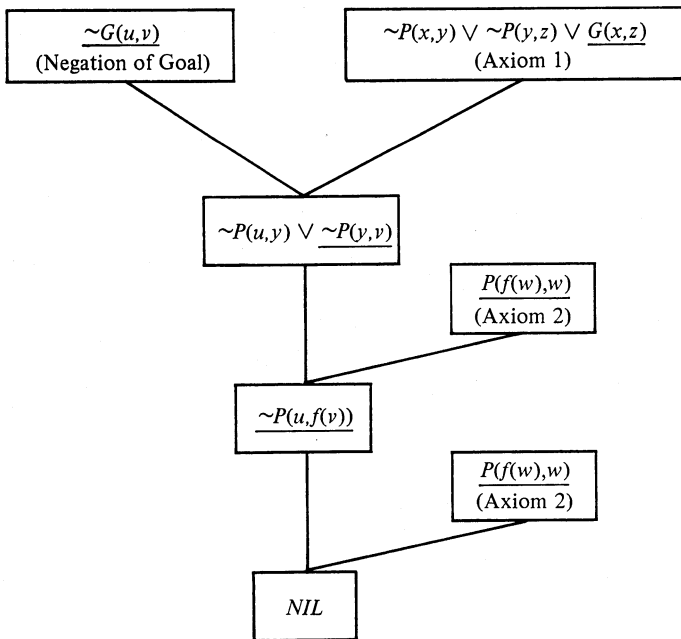 ~G(u,v)
(Negation of Goal)
~P(x,y) ∨ ~P(y,z) ∨ G(x,z)
(Axiom 1)
~P(u,y) ∨ ~P(y,v)
P(f(w),w)
(Axiom 2)
~P(u,f(v))
P(f(w),w)
(Axiom 2)
NIL